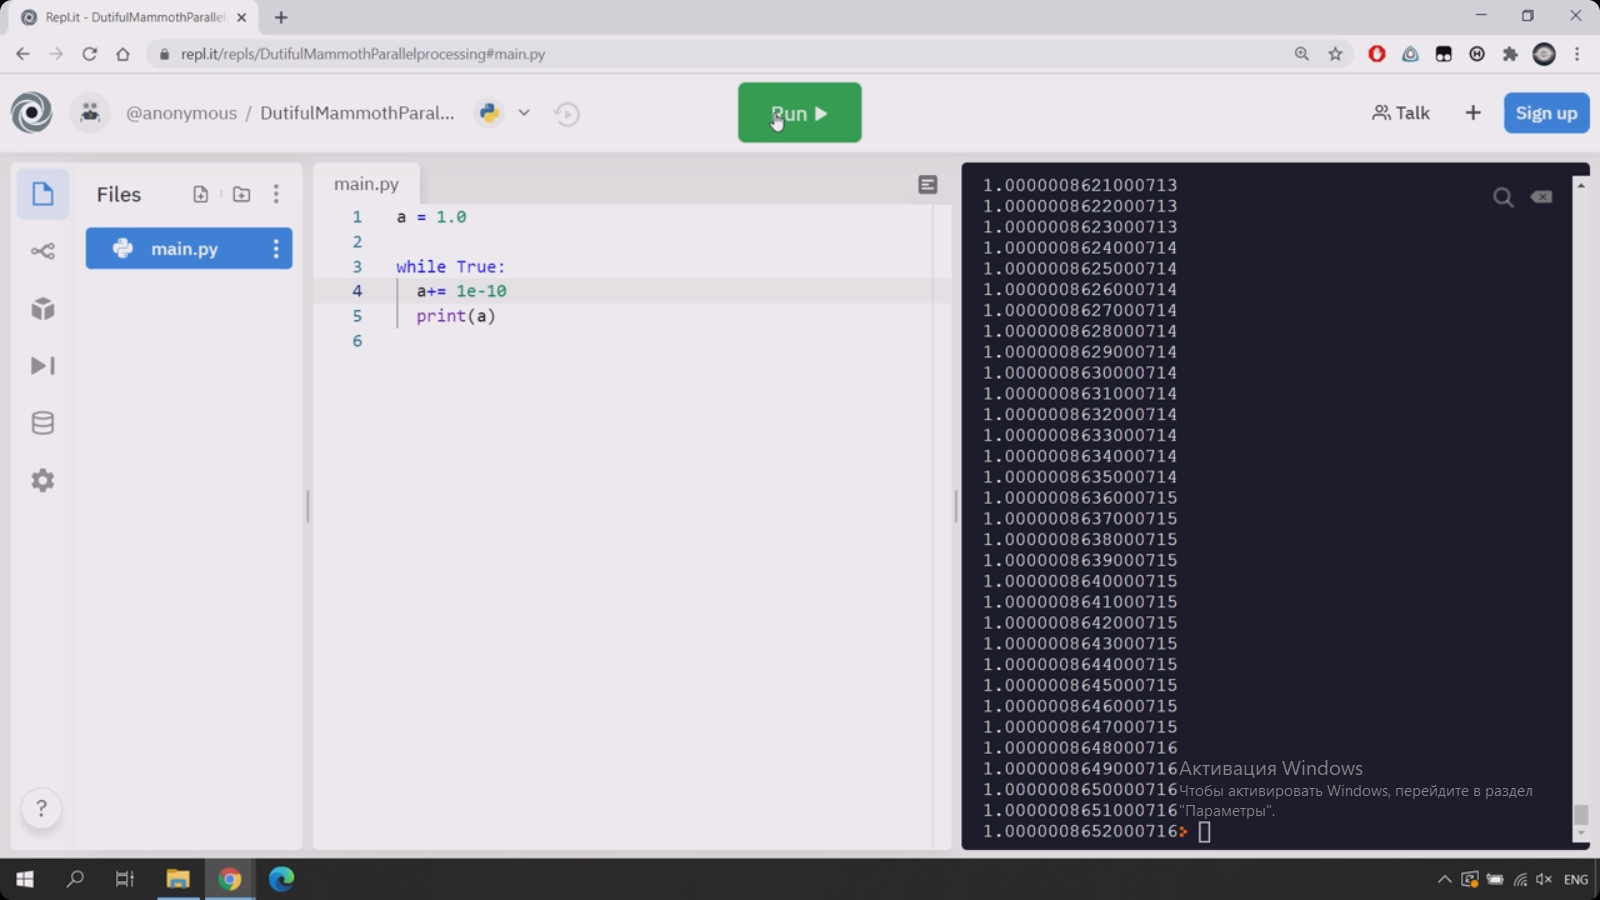 Repl.it - DutifulMammothParallel
repl.it/repls/DutifulMammothParallelprocessing#main.py
@anonymous / DutifulMammothParal...
Run
Talk
Sign up
Files
main.py
main.py
1 a = 1.0
2
3 while True:
4 a+= 1e-10
5 print(a)
6
1.0000008621000713
1.0000008622000713
1.0000008623000713
1.0000008624000714
1.0000008625000714
1.0000008626000714
1.0000008627000714
1.0000008628000714
1.0000008629000714
1.0000008630000714
1.0000008631000714
1.0000008632000714
1.0000008633000714
1.0000008634000714
1.0000008635000714
1.0000008636000715
1.0000008637000715
1.0000008638000715
1.0000008639000715
1.0000008640000715
1.0000008641000715
1.0000008642000715
1.0000008643000715
1.0000008644000715
1.0000008645000715
1.0000008646000715
1.0000008647000715
1.0000008648000716
1.0000008649000716
1.0000008650000716
1.0000008651000716
1.0000008652000716>
Активация Windows
Чтобы активировать Windows, перейдите в раздел
"Параметры".
?
ENG